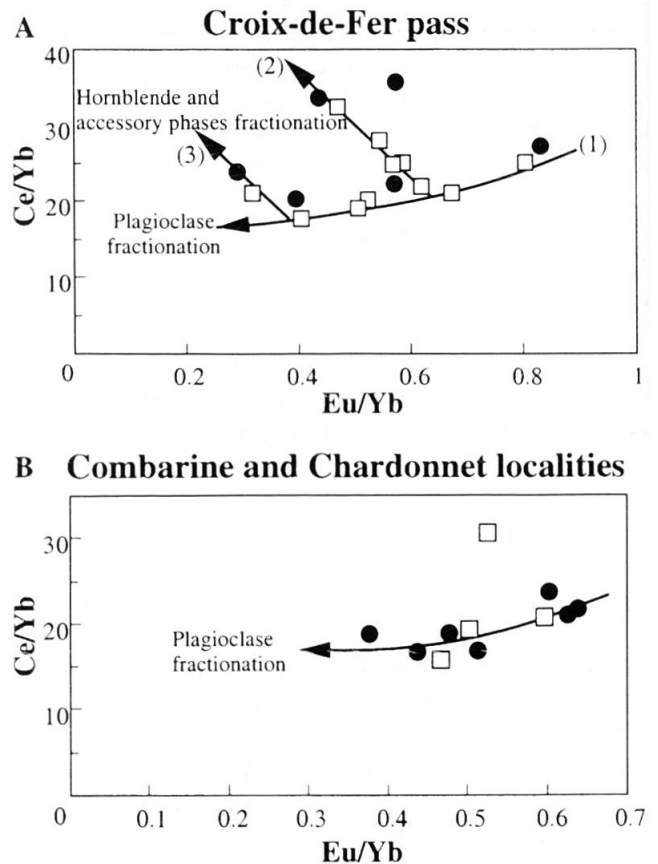 A Croix-de-Fer pass
40
30
20
10
0
Ce/Yb
(2)
Hornblende and
accessory phases fractionation
(3)
(1)
Plagioclase
fractionation
0.2
0.4
0.6
0.8
1
Eu/Yb
B Combarine and Chardonnet localities
30
20
10
0
Ce/Yb
Plagioclase
fractionation
0.1
0.2
0.3
0.4
0.5
0.6
0.7
Eu/Yb